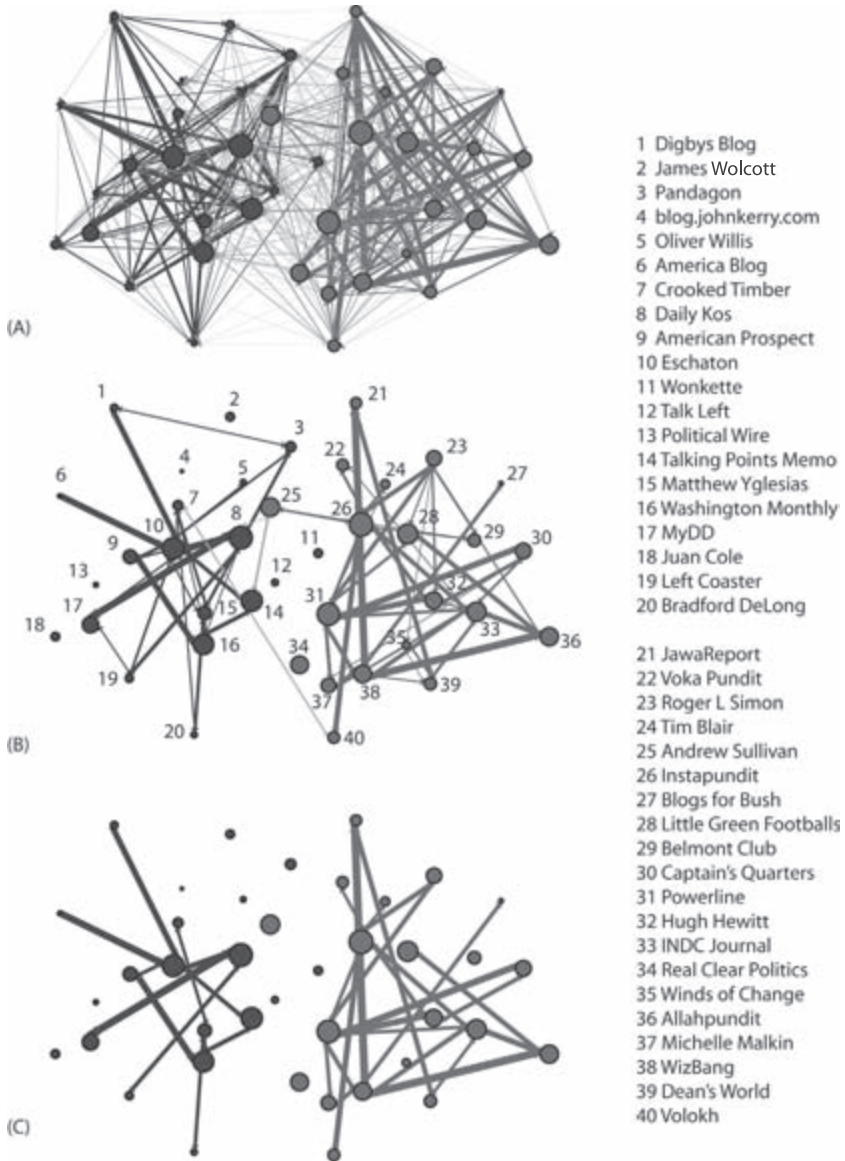 (A)
1
2
3
4
5
6
7
8
9
10
11
12
13
14
15
16
17
18
19
20
21
22
23
24
25
26
27
28
29
30
31
32
33
34
35
36
37
38
39
40
(B)
(C)
1 Digbys Blog
2 James Wolcott
3 Pandagon
4 blog.johnkerry.com
5 Oliver Willis
6 America Blog
7 Crooked Timber
8 Daily Kos
9 American Prospect
10 Eschaton
11 Wonkette
12 Talk Left
13 Political Wire
14 Talking Points Memo
15 Matthew Yglesias
16 Washington Monthly
17 MyDD
18 Juan Cole
19 Left Coaster
20 Bradford DeLong
21 JawaReport
22 Voka Pundit
23 Roger L Simon
24 Tim Blair
25 Andrew Sullivan
26 Instapundit
27 Blogs for Bush
28 Little Green Footballs
29 Belmont Club
30 Captain's Quarters
31 Powerline
32 Hugh Hewitt
33 INDC Journal
34 Real Clear Politics
35 Winds of Change
36 Allahpundit
37 Michelle Malkin
38 WizBang
39 Dean's World
40 Volokh